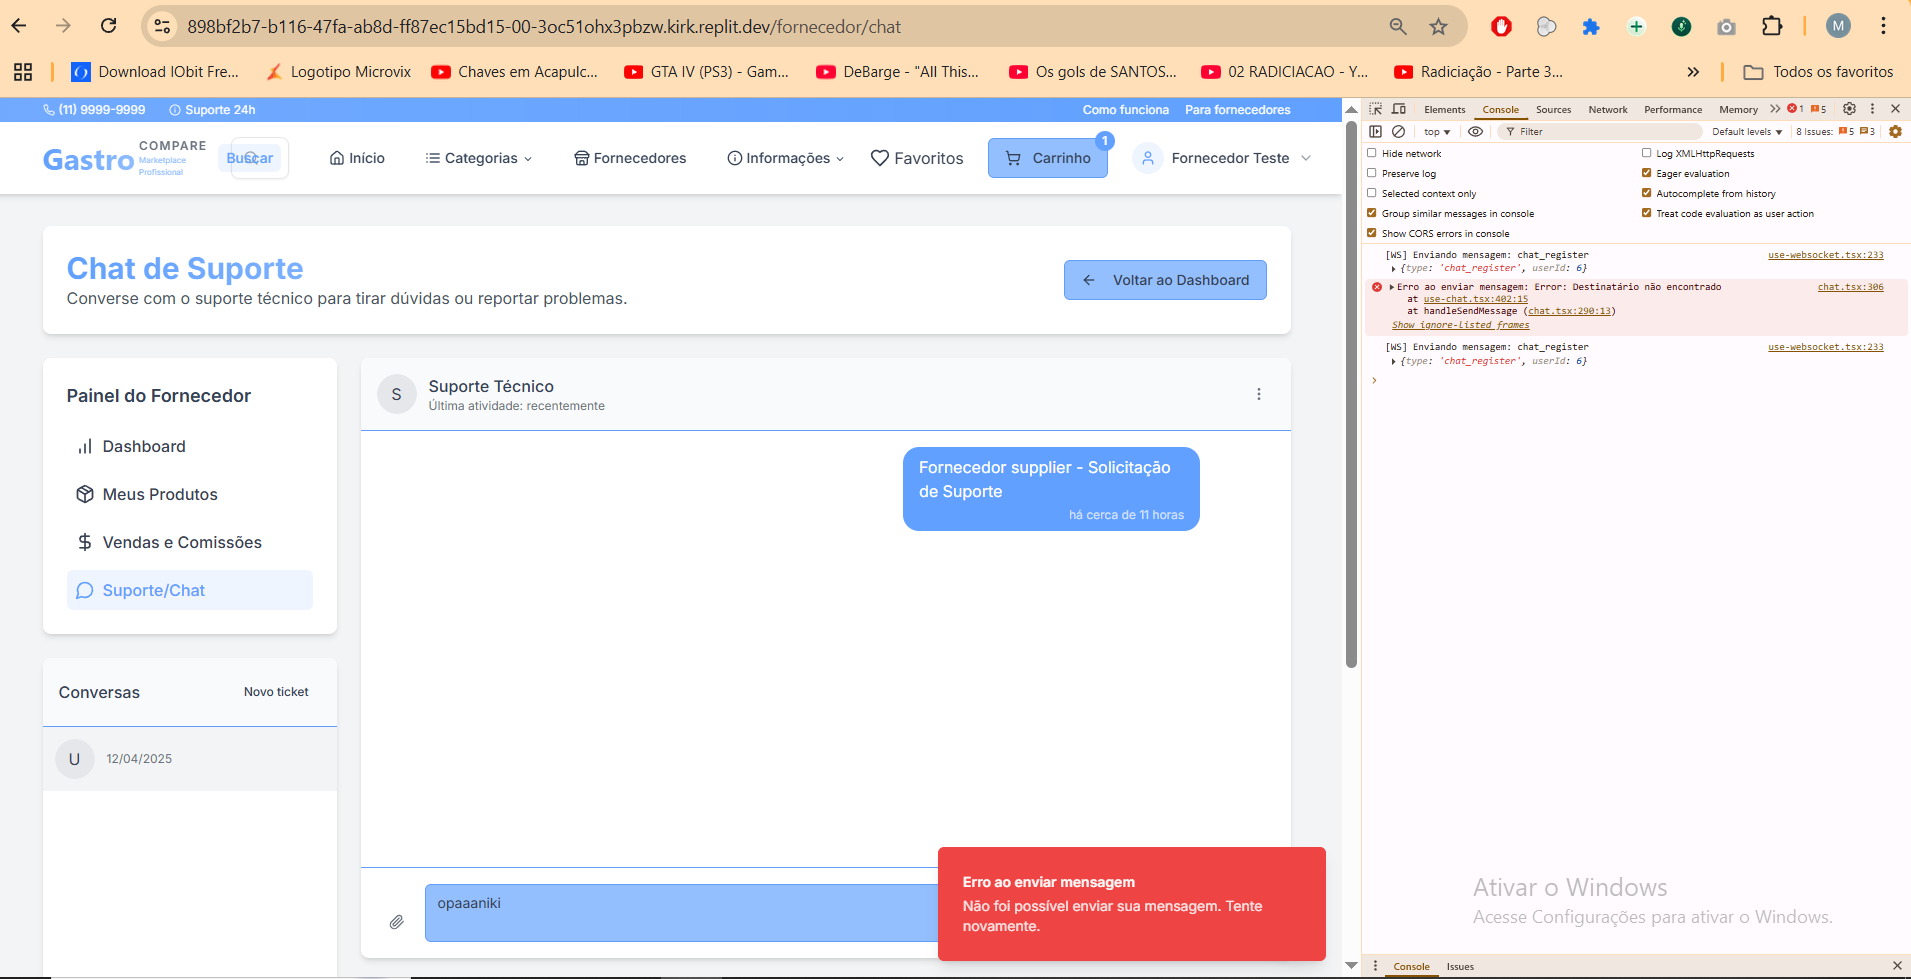 898bf2b7-b116-47fa-ab8d-ff87ec15bd15-00-3oc51ohx3pbzw.kirk.replit.dev/fornecedor/chat
M
Download IObit Fre...
Logotipo Microvix
Chaves em Acapulc...
GTA IV (PS3) - Gam...
DeBarge - "All This...
Os gols de SANTOS...
02 RADICIACAO - Y...
Radiciação - Parte 3...
»
Todos os favoritos
(11) 9999-9999
Suporte 24h
Como funciona
Para fornecedores
Gastro
COMPARE
Marketplace
Profissional
Buscar
Início
Categorias
Fornecedores
Informações
Favoritos
Carrinho
1
Fornecedor Teste
Chat de Suporte
Converse com o suporte técnico para tirar dúvidas ou reportar problemas.
Voltar ao Dashboard
Painel do Fornecedor
Dashboard
Meus Produtos
Vendas e Comissões
Suporte/Chat
Conversas
Novo ticket
U
12/04/2025
S
Suporte Técnico
Última atividade: recentemente
Fornecedor supplier - Solicitação
de Suporte
há cerca de 11 horas
opaaaniki
Erro ao enviar mensagem
Não foi possível enviar sua mensagem. Tente
novamente.
Elements
Console
Sources
Network
Performance
Memory
»
1
5
top
Filter
Default levels
8 Issues:
5
3
Hide network
Log XMLHttpRequests
Preserve log
Eager evaluation
Selected context only
Autocomplete from history
Group similar messages in console
Treat code evaluation as user action
Show CORS errors in console
[WS] Enviando mensagem: chat_register
use-websocket.tsx:233
{type: 'chat_register', userId: 6}
Erro ao enviar mensagem: Error: Destinatário não encontrado
chat.tsx:306
at use-chat.tsx:402:15
at handleSendMessage (chat.tsx:290:13)
Show ignore-listed frames
[WS] Enviando mensagem: chat_register
use-websocket.tsx:233
{type: 'chat_register', userId: 6}
Ativar o Windows
Acesse Configurações para ativar o Windows.
Console
Issues